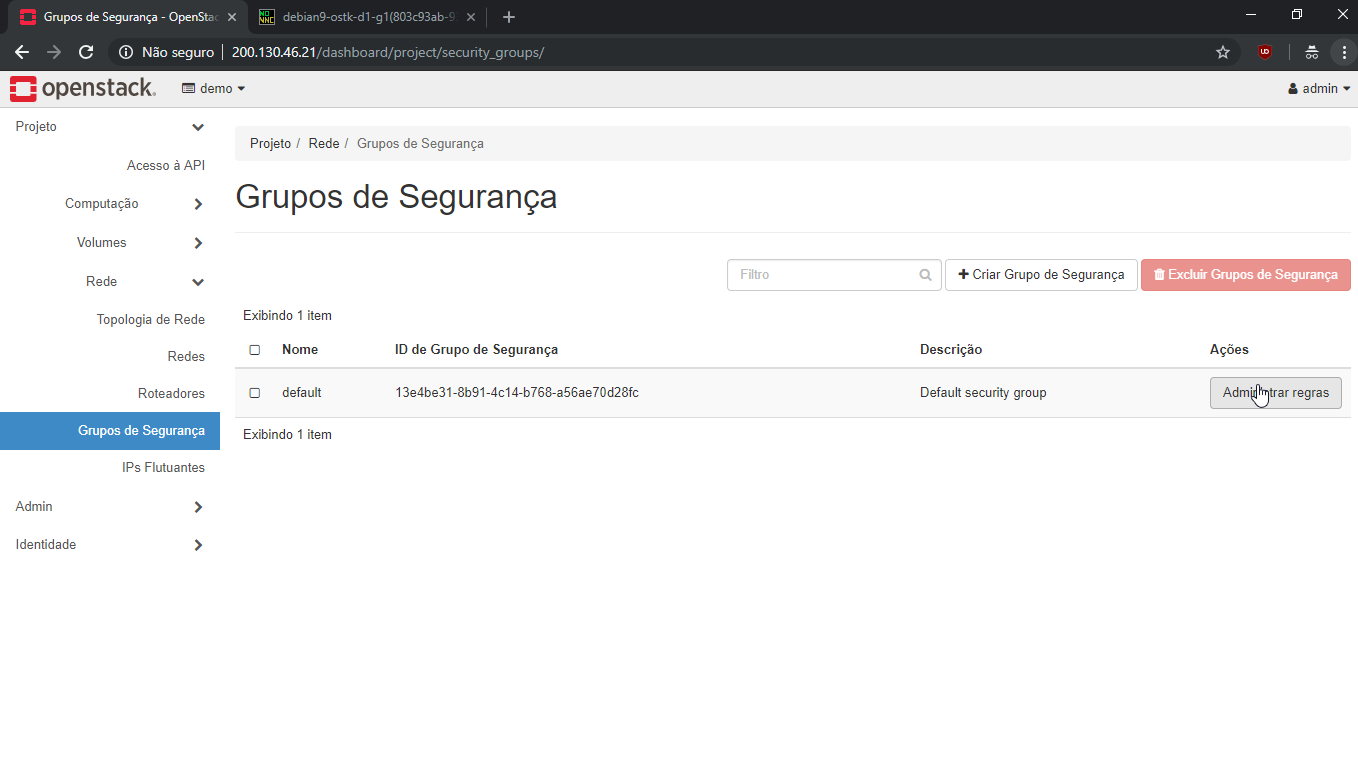 Grupos de Segurança - OpenStac
debian9-ostk-d1-g1(803c93ab-9
Não seguro
200.130.46.21/dashboard/project/security_groups/
openstack.
demo
admin
Projeto
Acesso à API
Computação
Volumes
Rede
Topologia de Rede
Redes
Roteadores
Grupos de Segurança
IPs Flutuantes
Admin
Identidade
Projeto / Rede / Grupos de Segurança
Grupos de Segurança
Filtro
Criar Grupo de Segurança
Excluir Grupos de Segurança
Exibindo 1 item
Nome ID de Grupo de Segurança Descrição Ações
default 13e4be31-8b91-4c14-b768-a56ae70d28fc Default security group Administrar regras
Exibindo 1 item